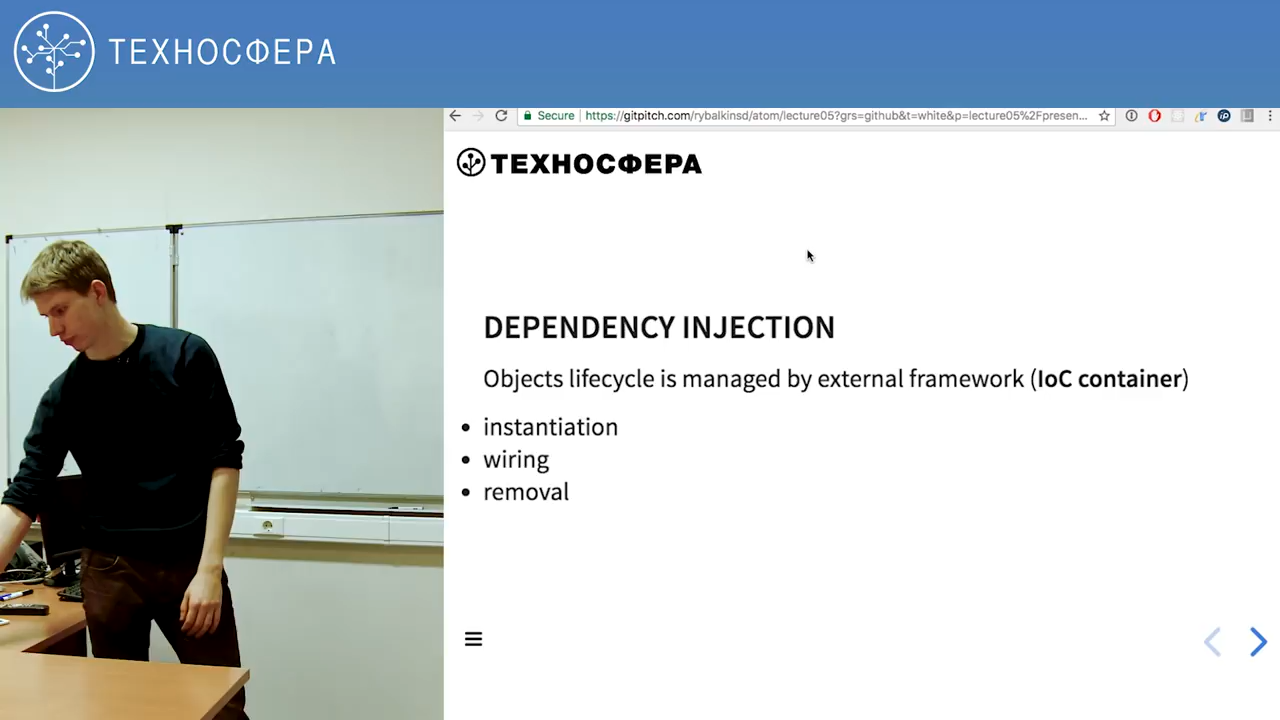 ТЕХНОСФЕРА
Secure
https://gitpitch.com/rybalkinsd/atom/lecture05?grs=github&t=white&p=lecture05%2Fpresen...
ТЕХНОСФЕРА
DEPENDENCY INJECTION
Objects lifecycle is managed by external framework (IoC container)
• instantiation
• wiring
• removal